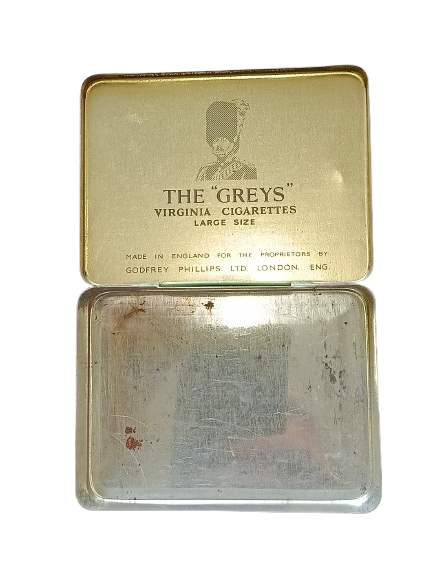 THE "GREYS"
VIRGINIA CIGARETTES
LARGE SIZE
MADE IN ENGLAND FOR THE PROPRIETORS BY
GODFREY PHILLIPS LTD. LONDON. ENG.